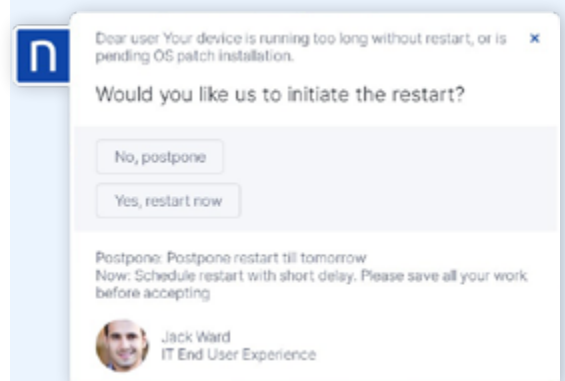 n
Dear user Your device is running too long without restart, or is
pending OS patch installation.
×
Would you like us to initiate the restart?
No, postpone
Yes, restart now
Postpone: Postpone restart till tomorrow
Now: Schedule restart with short delay. Please save all your work
before accepting
Jack Ward
IT End User Experience